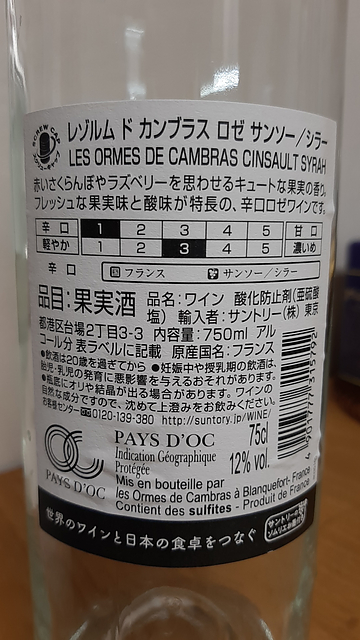 SCREW CAP
レゾルム ド カンブラス ロゼ サンソー／シラー
LES ORMES DE CAMBRAS CINSAULT SYRAH
赤いさくらんぼやラズベリーを思わせるキュートな果実の香り。
フレッシュな果実味と酸味が特長の、辛口ロゼワインです。
辛口 1 2 3 4 5 甘口
軽やか 1 2 3 4 5 濃いめ
辛口 国 フランス サンソー／シラー
品目：果実酒 品名：ワイン 酸化防止剤（亜硫酸
塩） 輸入者：サントリー（株） 東京
都港区台場2丁目3-3 内容量：750ml アル
コール分 表ラベルに記載 原産国名：フランス
●飲酒は20歳を過ぎてから ●妊娠中や授乳期の飲酒は、
胎児・乳児の発育に悪影響を与えるおそれがあります。
●瓶底にオリや結晶が出る場合があります。ワインの
自然な成分ですので、沈めて上澄みをお飲みください。
お客様センター 0120-139-380 http://suntory.jp/WINE/
PAYS D'OC
75cl
Indication Géographique
Protégée
12% vol.
PAYS D'OC
Mis en bouteille par
les Ormes de Cambras à Blanquefort- France
Contient des sulfites - Produit de France
世界のワインと日本の食卓をつなぐ
サントリーの